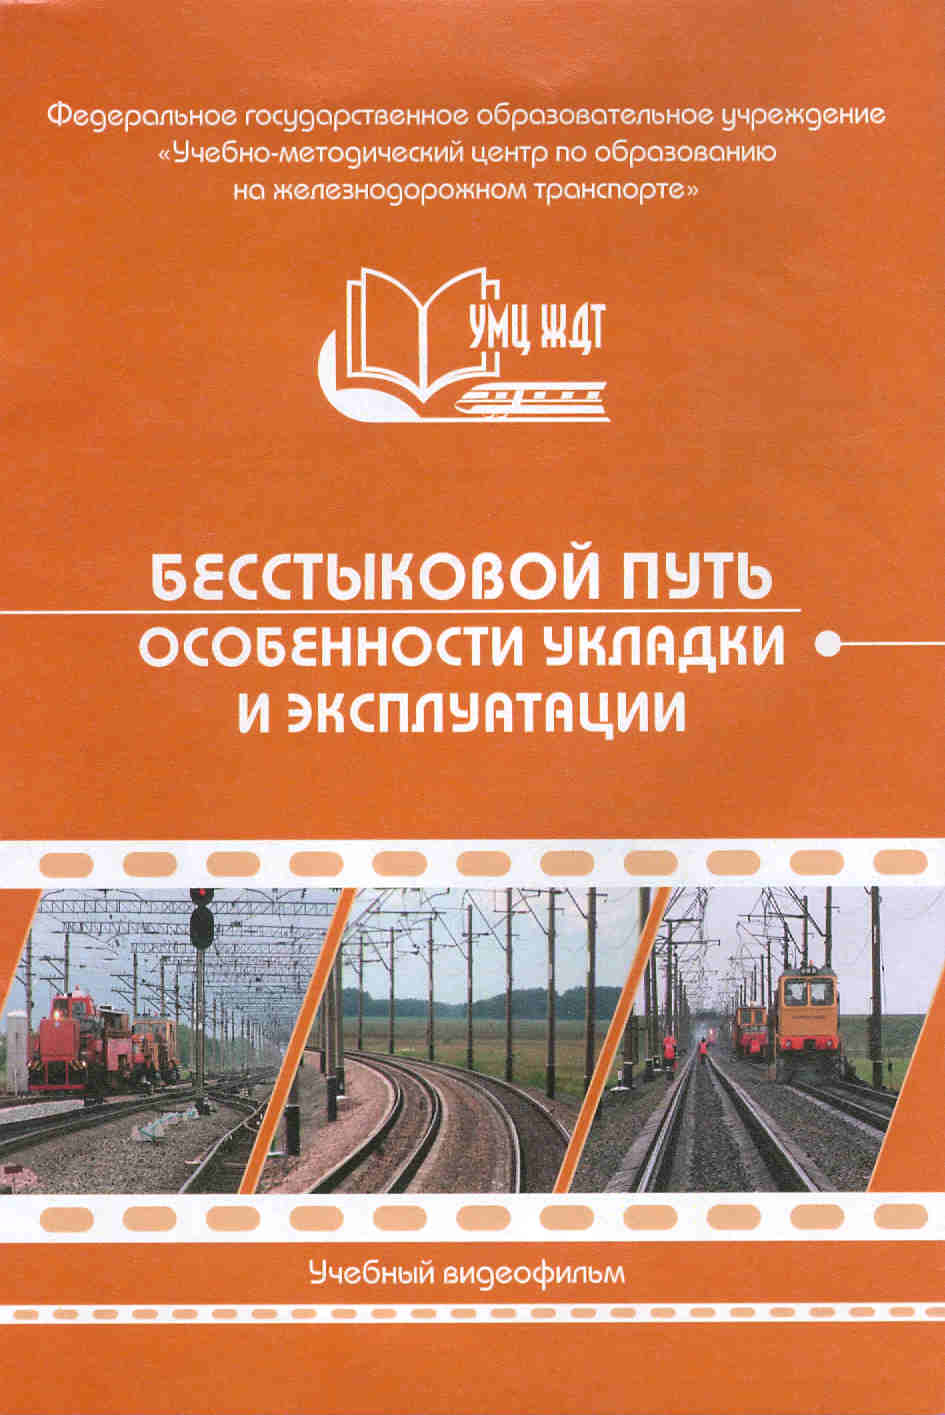 Федеральное государственное образовательное учреждение
«Учебно-методический центр по образованию
на железнодорожном транспорте»
УМЦ ЖДТ
БЕССТЫКОВОЙ ПУТЬ
ОСОБЕННОСТИ УКЛАДКИ
И ЭКСПЛУАТАЦИИ
Учебный видеофильм